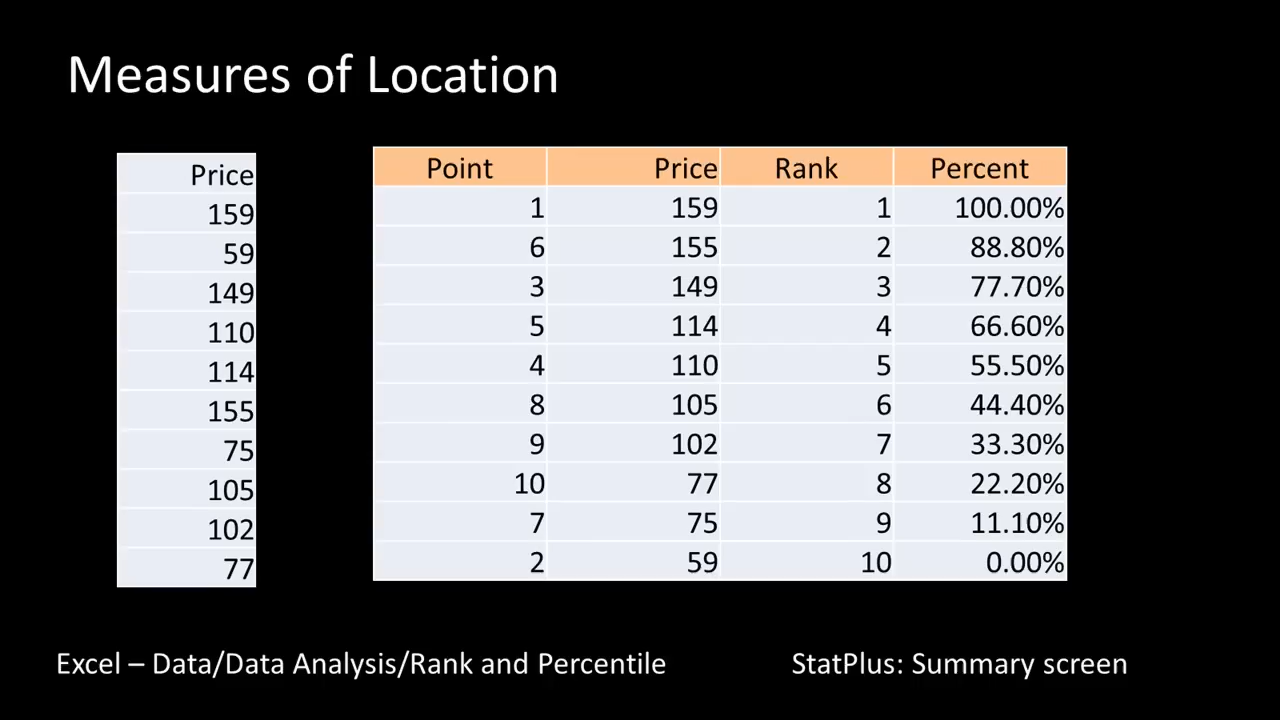 Measures of Location
Price
159
59
149
110
114
155
75
105
102
77
Point Price Rank Percent
1 159 1 100.00%
6 155 2 88.80%
3 149 3 77.70%
5 114 4 66.60%
4 110 5 55.50%
8 105 6 44.40%
9 102 7 33.30%
10 77 8 22.20%
7 75 9 11.10%
2 59 10 0.00%
Excel – Data/Data Analysis/Rank and Percentile
StatPlus: Summary screen